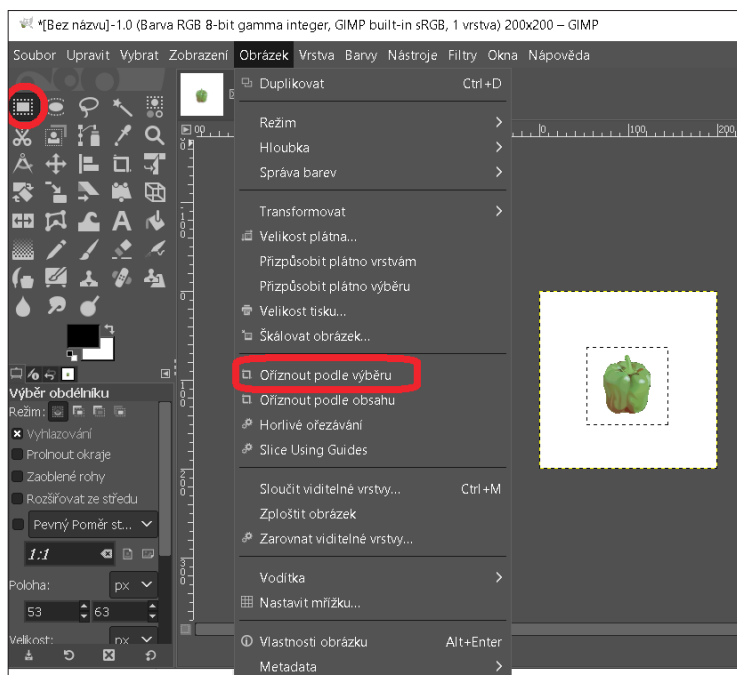 *[Bez názvu]-1.0 (Barva RGB 8-bit gamma integer, GIMP built-in sRGB, 1 vrstva) 200x200 – GIMP
Soubor Upravit Vybrat Zobrazení Obrázek Vrstva Barvy Nástroje Filtry Okna Nápověda
Duplikovat Ctrl+D
Režim
Hloubka
Správa barev
Transformovat
Velikost plátna...
Přizpůsobit plátno vrstvám
Přizpůsobit plátno výběru
Velikost tisku...
Škálovat obrázek...
Oříznout podle výběru
Oříznout podle obsahu
Horlivé ořezávání
Slice Using Guides
Sloučit viditelné vrstvy... Ctrl+M
Zploštit obrázek
Zarovnat viditelné vrstvy...
Vodítka
Nastavit mřížku...
Vlastnosti obrázku Alt+Enter
Metadata
Výběr obdélníku
Režim:
Vyhlazování
Prolnout okraje
Zaoblené rohy
Rozšiřovat ze středu
Pevný Poměr st...
1:1
Poloha: px
53 63
Velikost: px
0 100 200